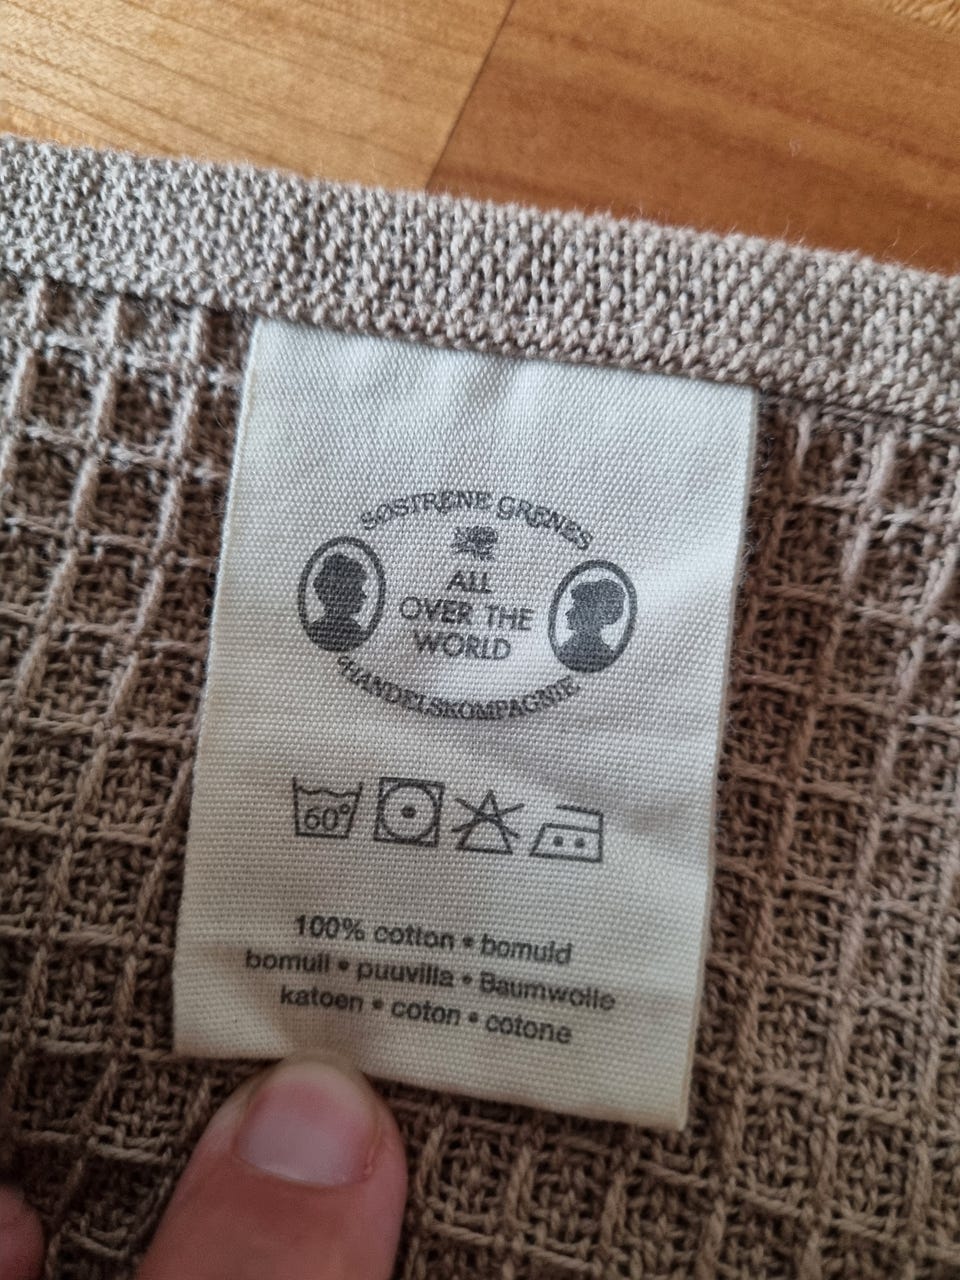 SØSTRENE GRENES
ALL
OVER THE
WORLD
HANDELSKOMPAGNIE
60°
100% cotton • bomuld
bomull • puuvilla • Baumwolle
katoen • coton • cotone